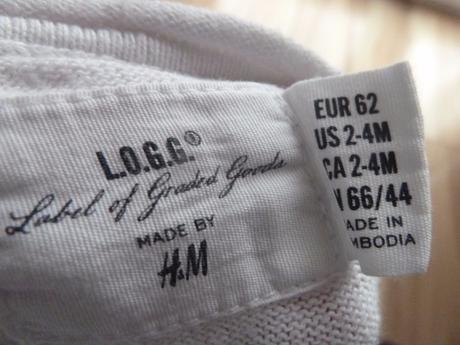 L.O.G.G.®
Label of Graded Goods
MADE BY
H&M
EUR 62
US 2-4M
CA 2-4M
66/44
ADE IN
MBODIA